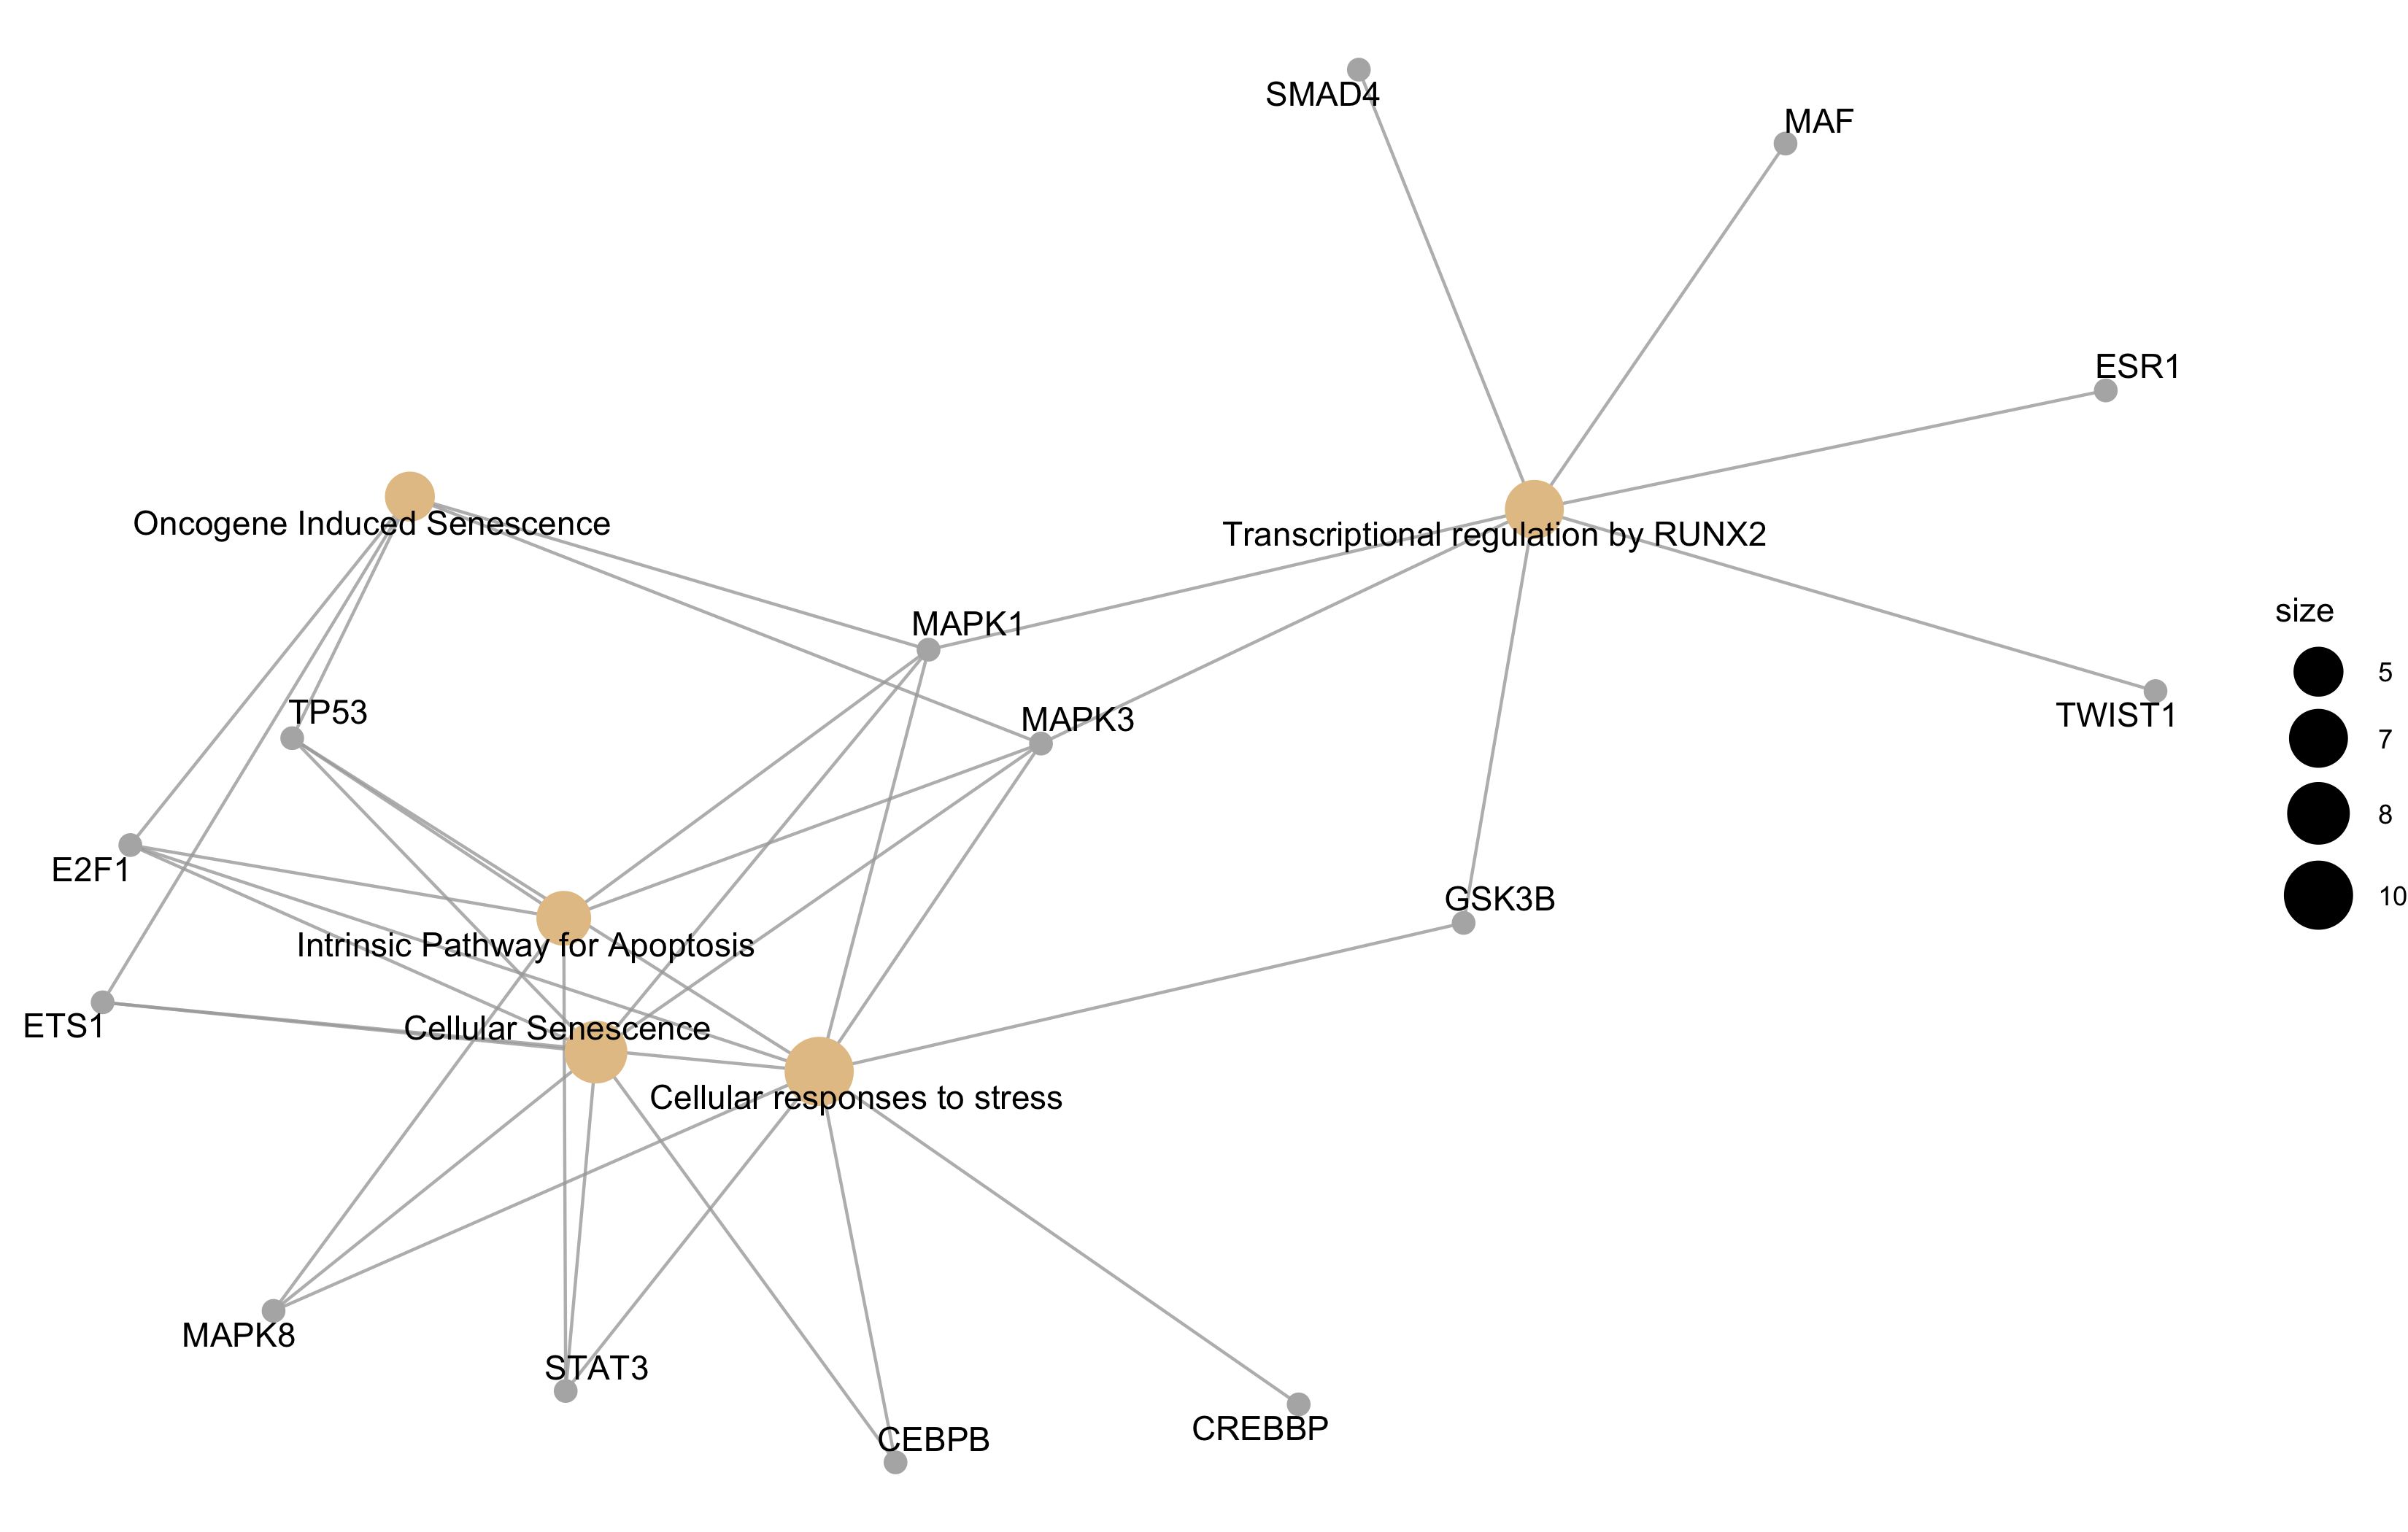 SMAD4
MAF
ESR1
Oncogene Induced Senescence
Transcriptional regulation by RUNX2
MAPK1
TP53
MAPK3
TWIST1
E2F1
GSK3B
Intrinsic Pathway for Apoptosis
ETS1
Cellular Senescence
Cellular responses to stress
MAPK8
STAT3
CEBPB
CREBBP
size
5
7
8
10